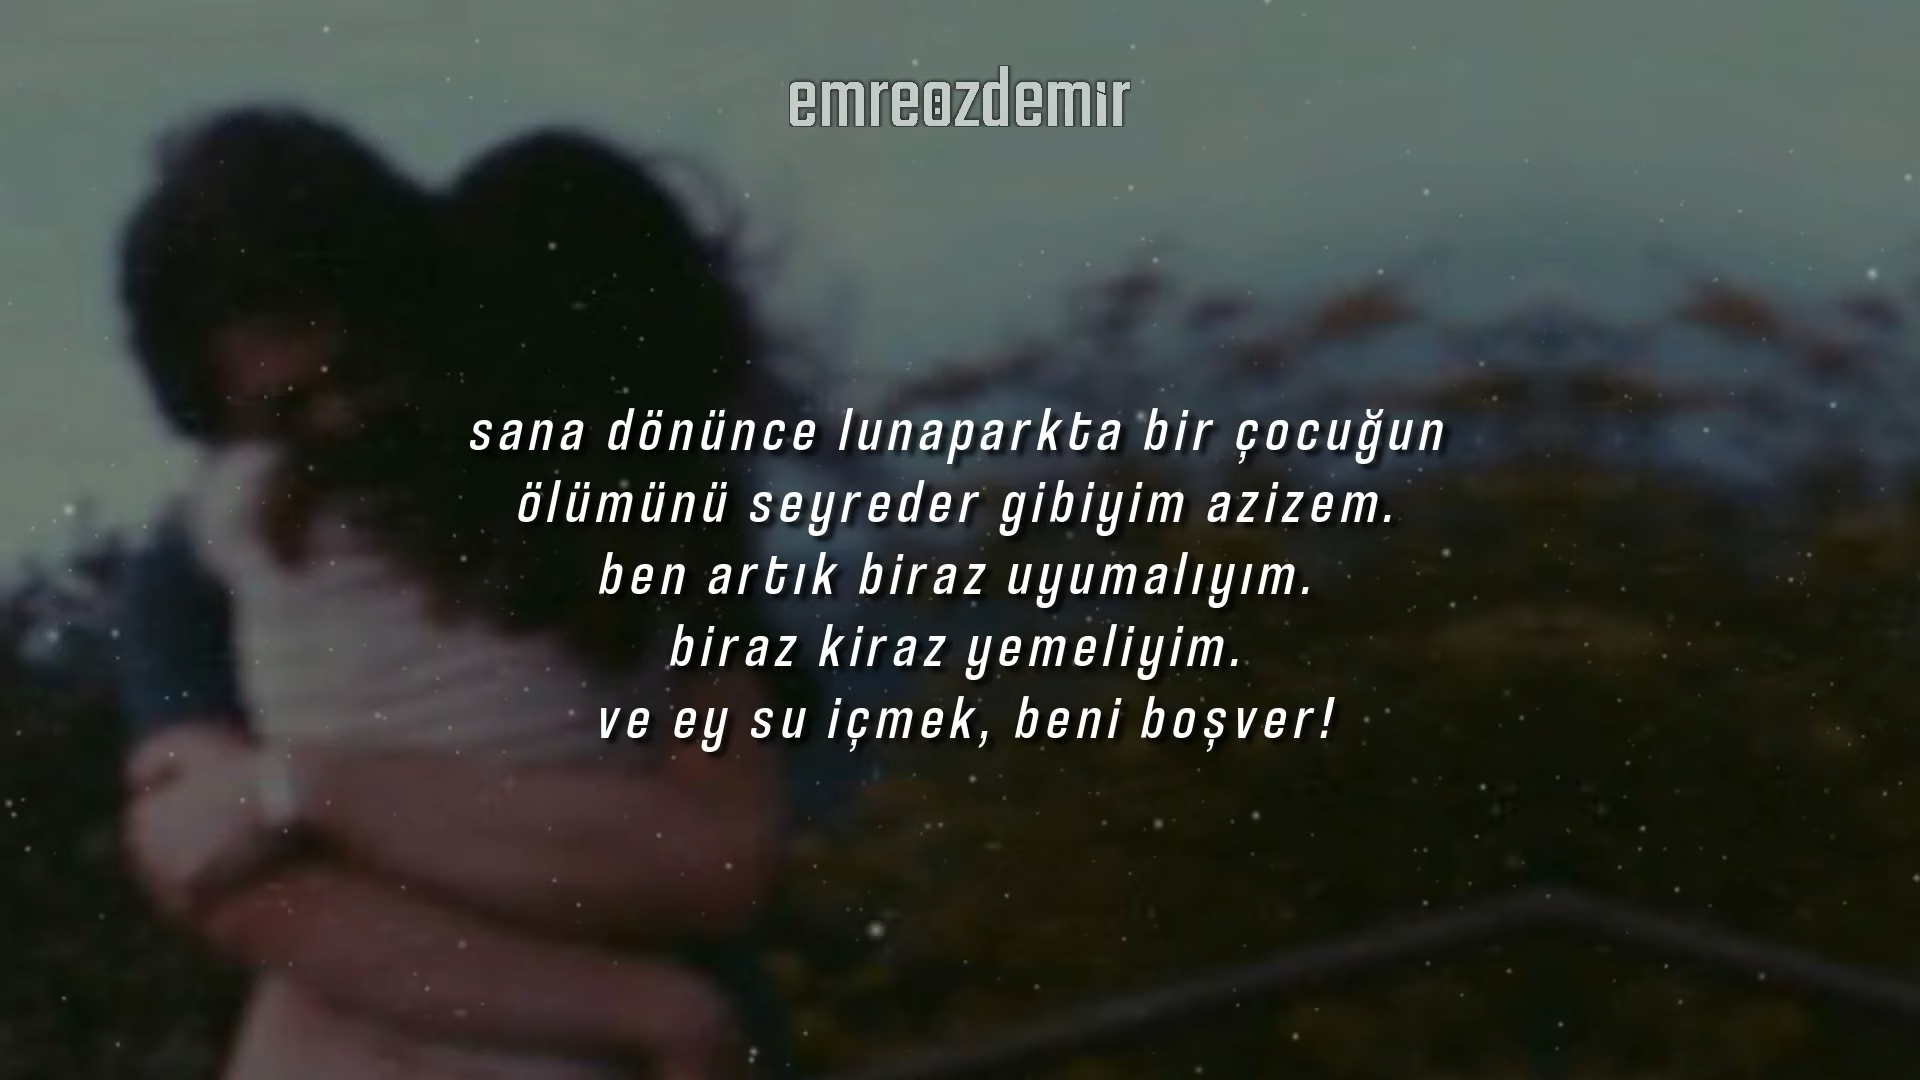 emreozdemir
sana dönünce lunaparkta bir çocuğun
ölümünü seyreder gibiyim azizem.
ben artık biraz uyumalıyım.
biraz kiraz yemeliyim.
ve ey su içmek, beni boşver!